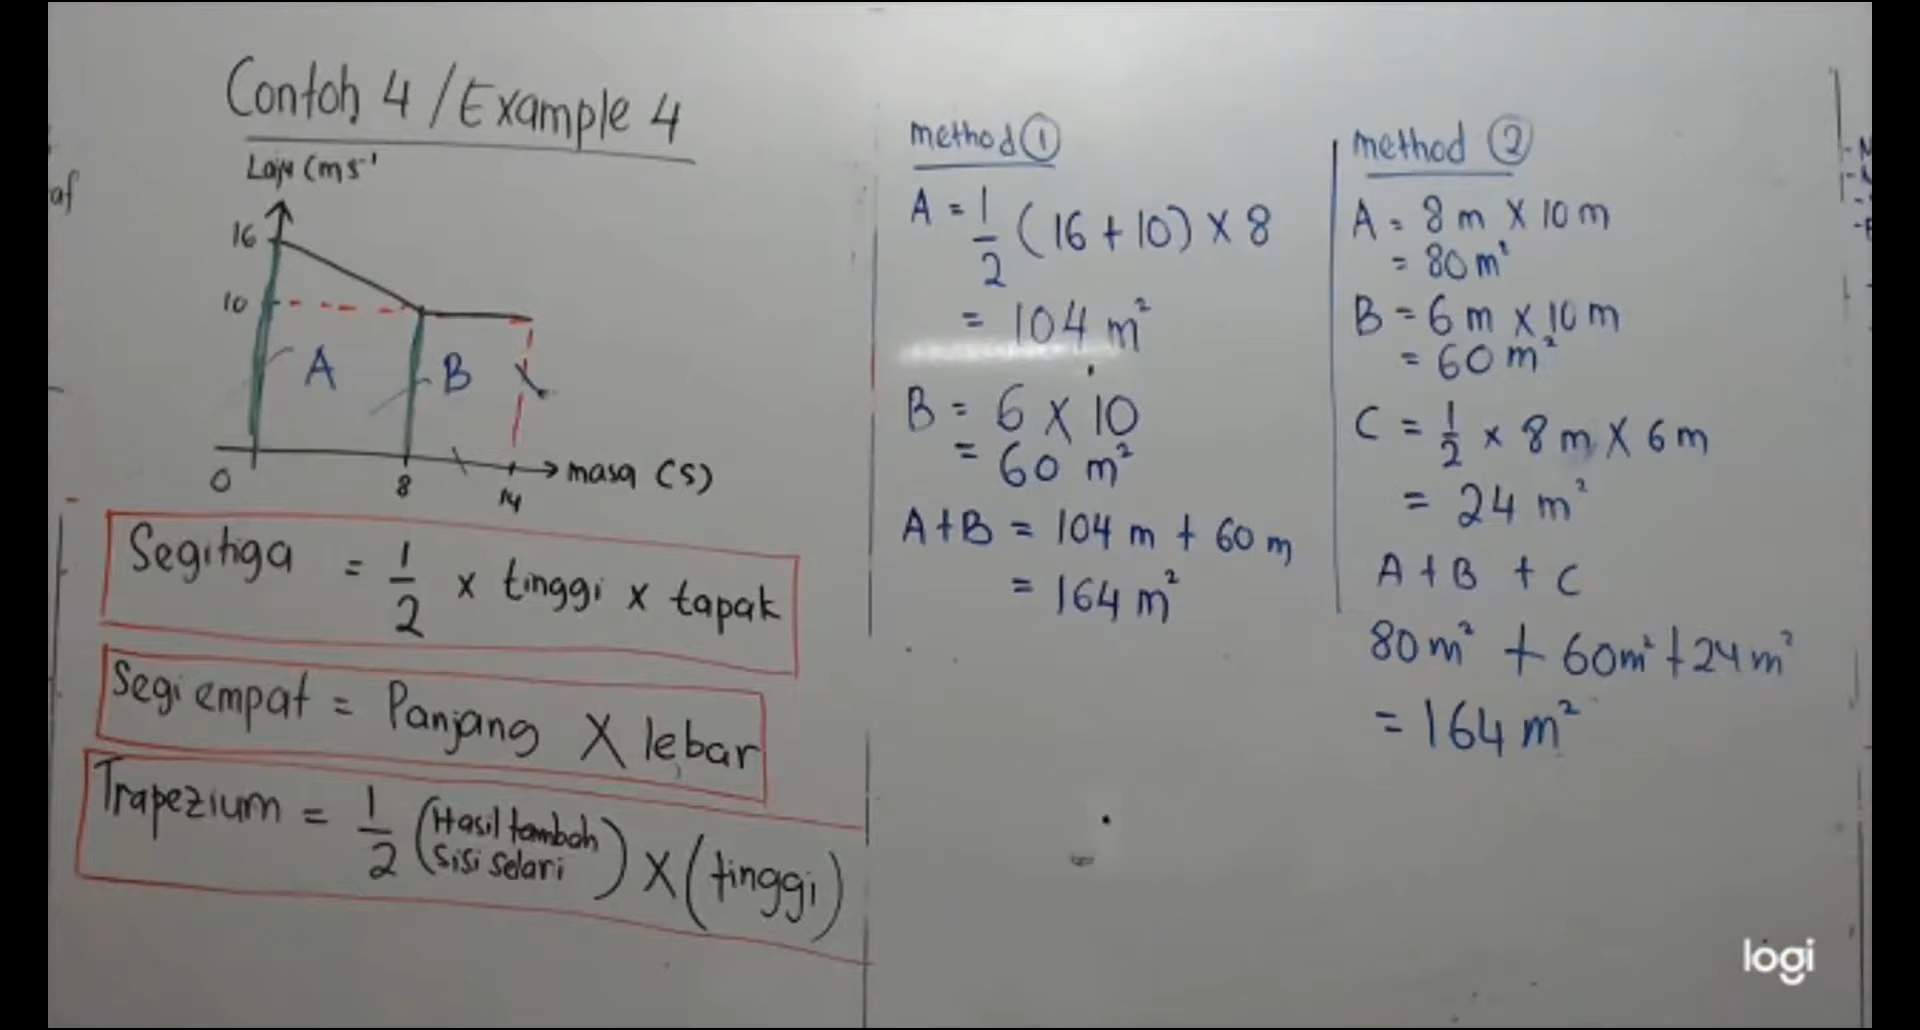 Contoh 4 / Example 4
Laju (ms⁻¹
16
10
A
B
0
8
14
masa (s)
Segitiga = 1/2 x tinggi x tapak
Segi empat = Panjang X lebar
Trapezium = 1/2 (Hasil tambah sisi selari) X (tinggi)
method ①
A = 1/2 (16 + 10) X 8
= 104 m²
B = 6 X 10
= 60 m²
A+B = 104 m + 60 m
= 164 m²
method ②
A = 8 m X 10 m
= 80 m²
B = 6 m X 10 m
= 60 m²
C = 1/2 x 8 m X 6 m
= 24 m²
A + B + C
80 m² + 60 m² + 24 m²
= 164 m²
af
logi